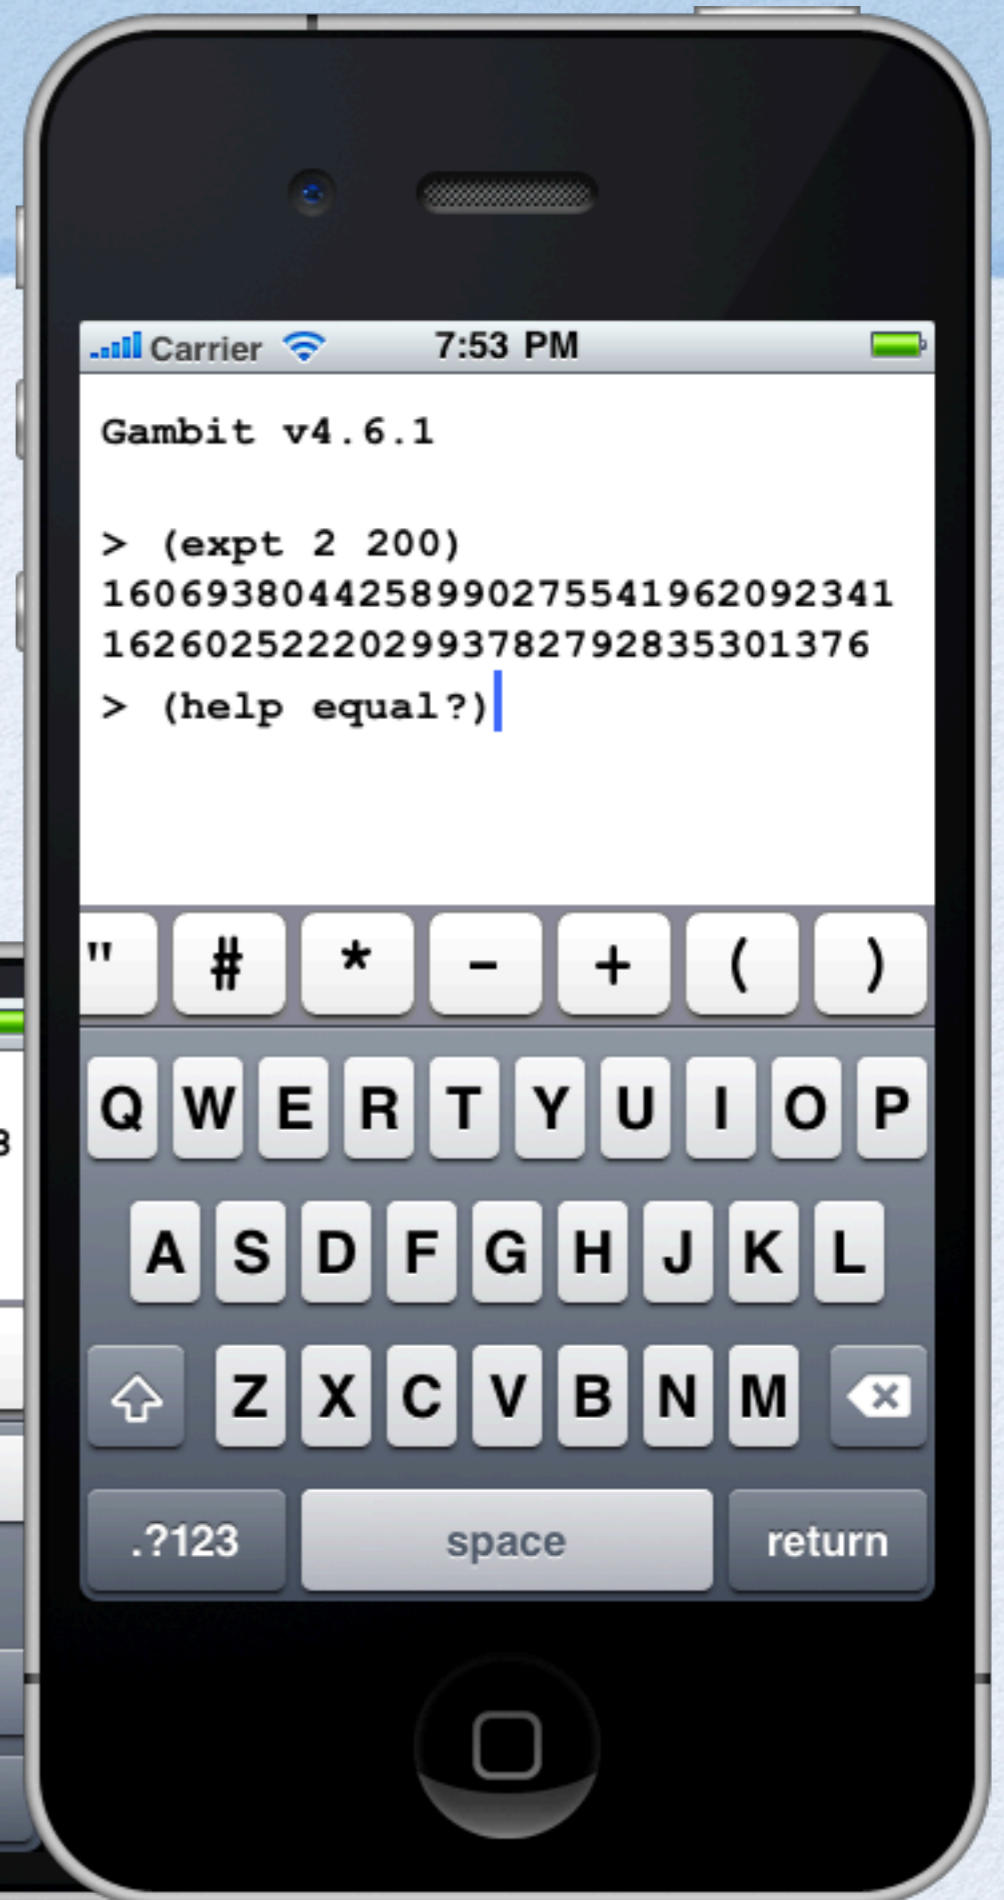 Carrier 7:53 PM
Gambit v4.6.1
> (expt 2 200)
1606938044258990275541962092341
162602522202993782792835301376
> (help equal?)
" # * - + ( )
Q W E R T Y U I O P
A S D F G H J K L
Z X C V B N M
.?123 space return